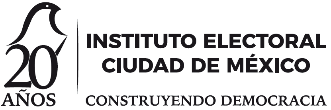 20
AÑOS
INSTITUTO ELECTORAL
CIUDAD DE MÉXICO
CONSTRUYENDO DEMOCRACIA